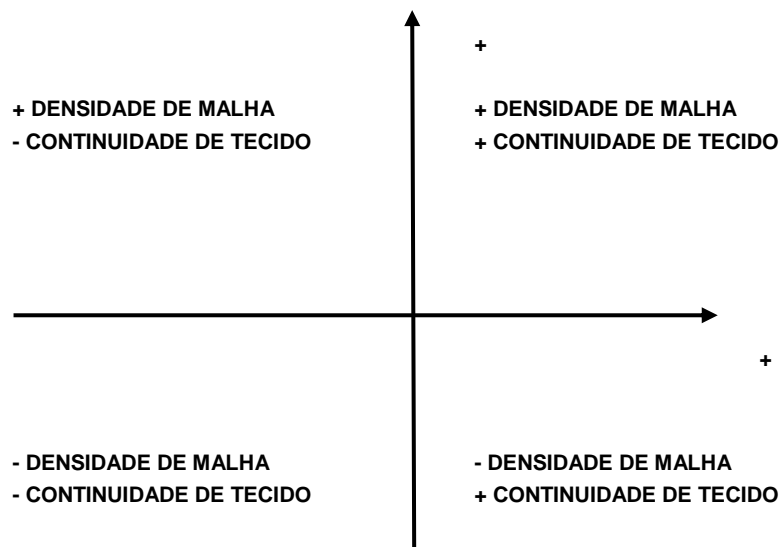 +
+ DENSIDADE DE MALHA
- CONTINUIDADE DE TECIDO
+ DENSIDADE DE MALHA
+ CONTINUIDADE DE TECIDO
+
- DENSIDADE DE MALHA
- CONTINUIDADE DE TECIDO
- DENSIDADE DE MALHA
+ CONTINUIDADE DE TECIDO